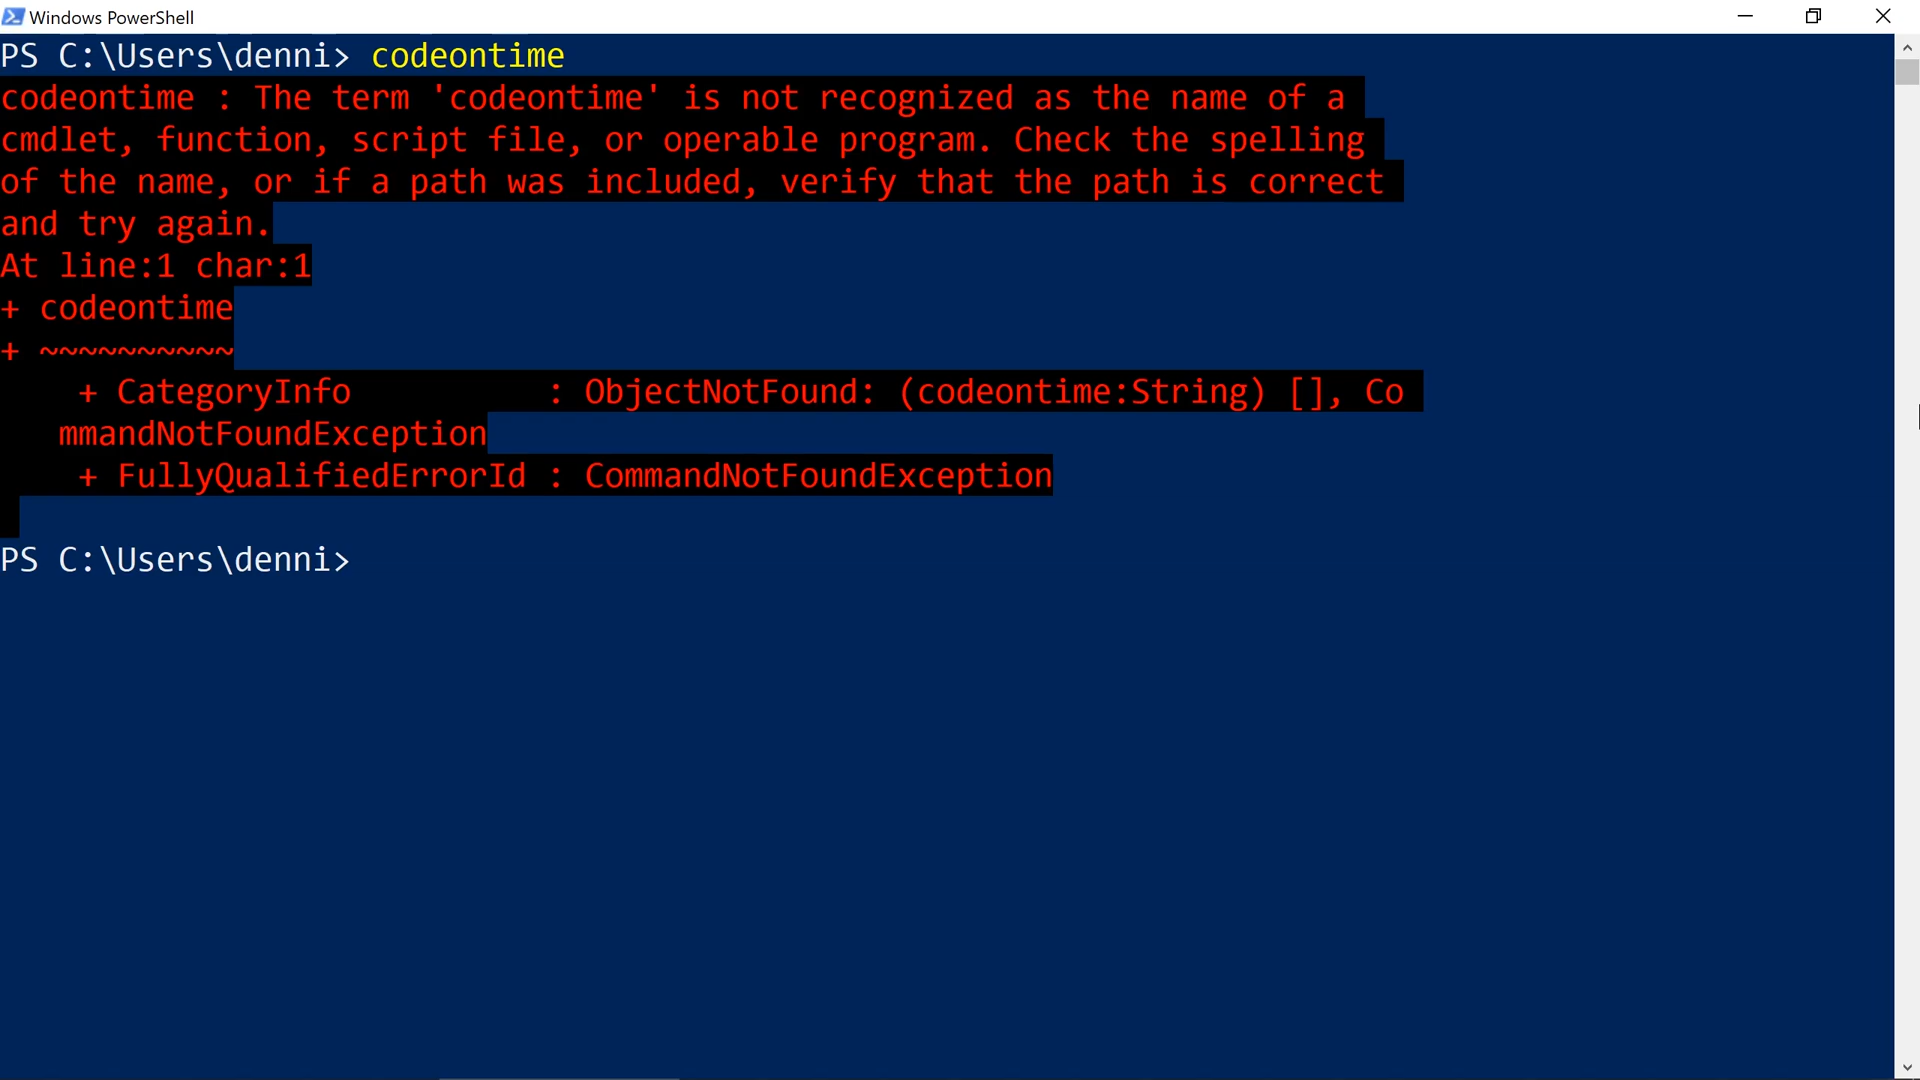 Windows PowerShell
PS C:\Users\denni> codeontime
codeontime : The term 'codeontime' is not recognized as the name of a
cmdlet, function, script file, or operable program. Check the spelling
of the name, or if a path was included, verify that the path is correct
and try again.
At line:1 char:1
+ codeontime
+ ~~~~~~~~~~
    + CategoryInfo          : ObjectNotFound: (codeontime:String) [], Co
   mmandNotFoundException
    + FullyQualifiedErrorId : CommandNotFoundException
PS C:\Users\denni>